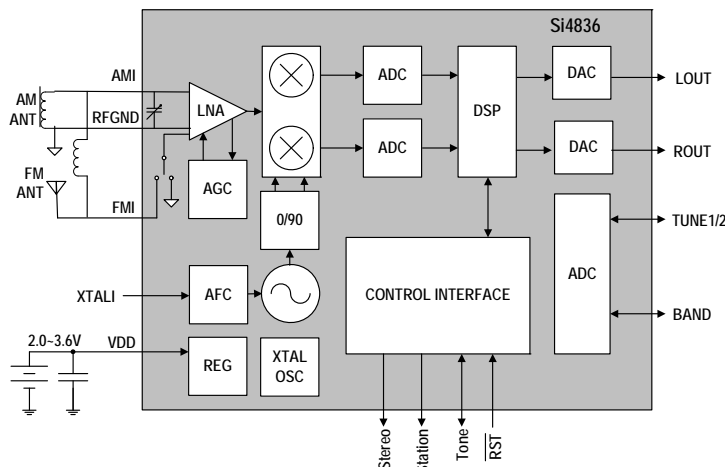 Si4836
AMI
AM
ANT
RFGND
LNA
ADC
DSP
DAC
LOUT
ADC
DAC
ROUT
FM
ANT
FMI
AGC
0/90
TUNE1/2
ADC
CONTROL INTERFACE
XTALI
AFC
BAND
2.0~3.6V
VDD
REG
XTAL
OSC
Stereo
Station
Tone
RST